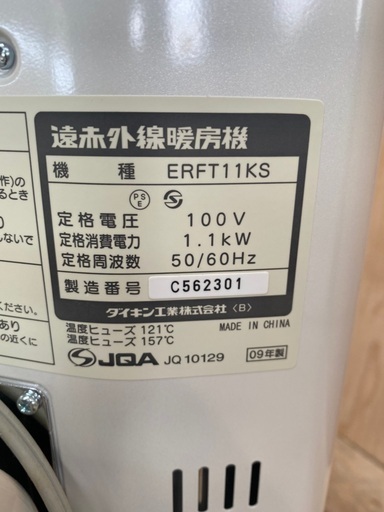 遠赤外線暖房機
機 種 ERFT11KS
PSE S
定格電圧 100V
定格消費電力 1.1kW
定格周波数 50/60Hz
製造番号 C562301
ダイキン工業株式会社 〈B〉
温度ヒューズ 121℃
温度ヒューズ 157℃
MADE IN CHINA
S JQA JQ10129
09年製
作)の
るとき
しないで
ください。
あり
の近くに